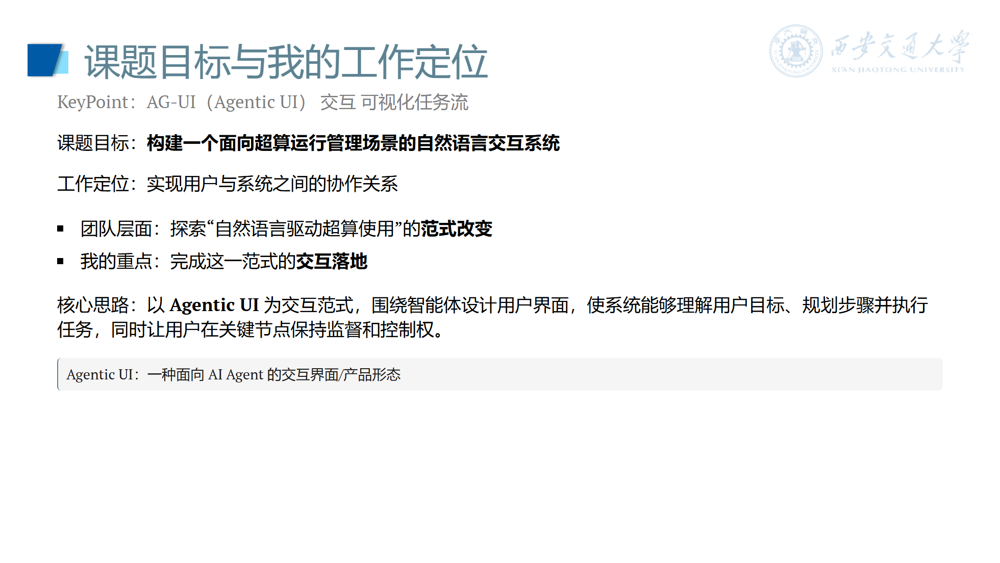 课题目标与我的工作定位
西安交通大学
XI'AN JIAOTONG UNIVERSITY
KeyPoint：AG-UI（Agentic UI） 交互 可视化任务流
课题目标：构建一个面向超算运行管理场景的自然语言交互系统
工作定位：实现用户与系统之间的协作关系
▪ 团队层面：探索“自然语言驱动超算使用”的范式改变
▪ 我的重点：完成这一范式的交互落地
核心思路：以 Agentic UI 为交互范式，围绕智能体设计用户界面，使系统能够理解用户目标、规划步骤并执行
任务，同时让用户在关键节点保持监督和控制权。
Agentic UI：一种面向 AI Agent 的交互界面/产品形态